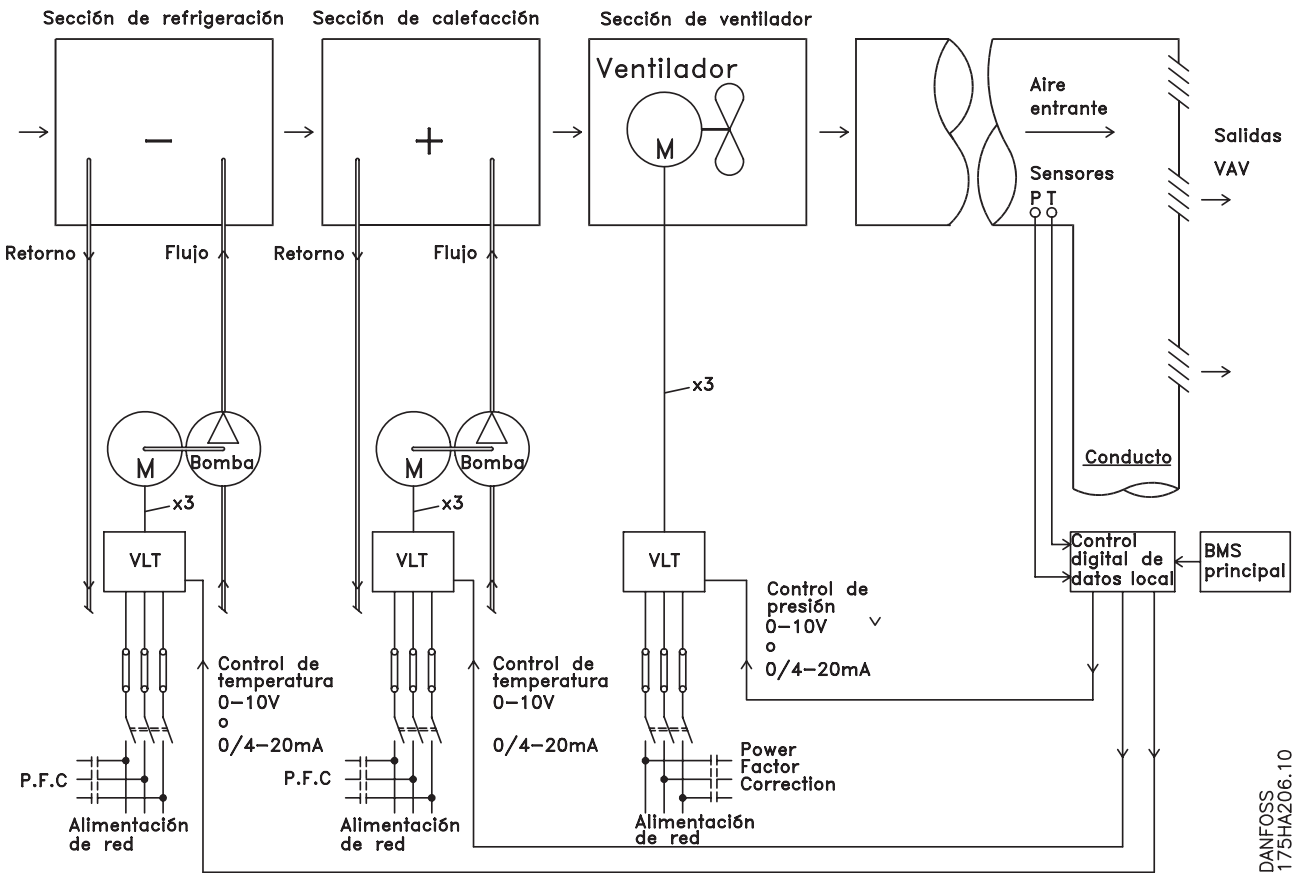 Sección de refrigeración
Sección de calefacción
Sección de ventilador
Ventilador
M
Aire
entrante
Salidas
VAV
Sensores
P T
Retorno
Flujo
Retorno
Flujo
x3
M
Bomba
M
Bomba
Conducto
x3
x3
VLT
VLT
VLT
Control
digital de
datos local
BMS
principal
Control de
presión
0-10V
o
0/4-20mA
Control de
temperatura
0-10V
o
0/4-20mA
Control de
temperatura
0-10V
0/4-20mA
P.F.C
P.F.C
Power
Factor
Correction
Alimentación
de red
Alimentación
de red
Alimentación
de red
DANFOSS
175HA206.10